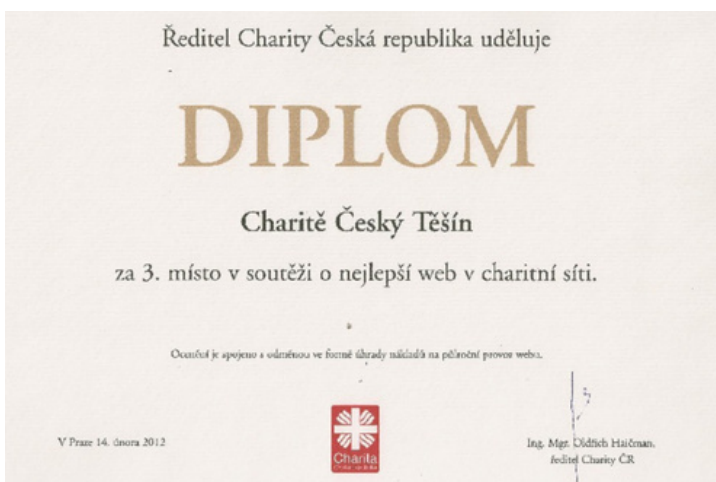 Ředitel Charity Česká republika uděluje
DIPLOM
Charitě Český Těšín
za 3. místo v soutěži o nejlepší web v charitní síti.
Ocenění je spojeno s odměnou ve formě úhrady nákladů na půlroční provoz webu.
V Praze 14. února 2012
Charita
Česká republika
Ing. Mgr. Oldřich Haičman,
ředitel Charity ČR